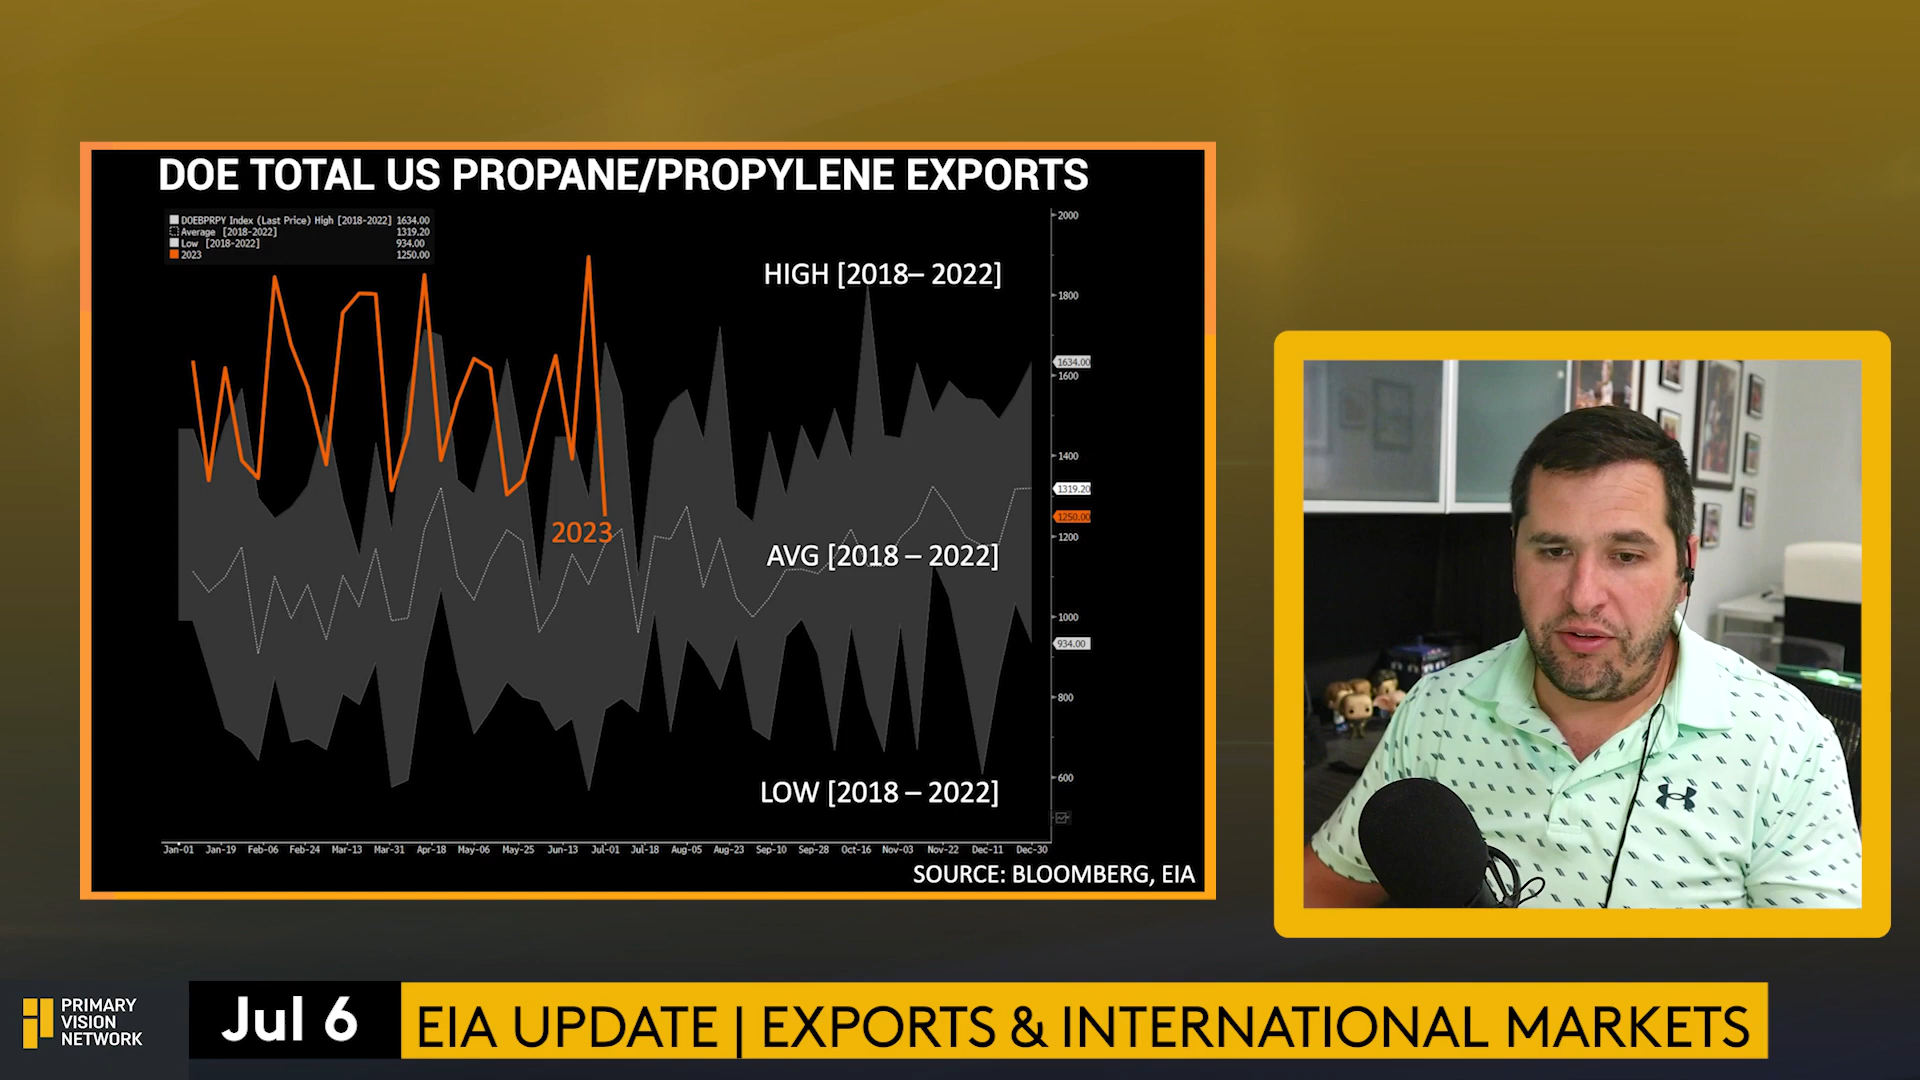 DOE TOTAL US PROPANE/PROPYLENE EXPORTS
DOEBPRPY Index (Last Price) High [2018-2022] 1634.00
Average [2018-2022] 1319.20
Low [2018-2022] 934.00
2023 1250.00
HIGH [2018– 2022]
AVG [2018 – 2022]
LOW [2018 – 2022]
2023
2000
1800
1634.00
1600
1400
1319.20
1250.00
1200
1000
934.00
800
600
Jan-01 Jan-19 Feb-06 Feb-24 Mar-13 Mar-31 Apr-18 May-06 May-25 Jun-13 Jul-01 Jul-18 Aug-05 Aug-23 Sep-10 Sep-28 Oct-16 Nov-03 Nov-22 Dec-11 Dec-30
SOURCE: BLOOMBERG, EIA
PRIMARY
VISION
NETWORK
Jul 6
EIA UPDATE | EXPORTS & INTERNATIONAL MARKETS